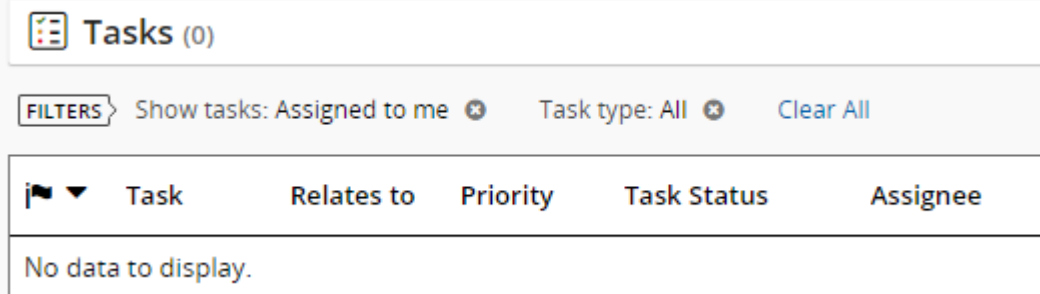 Tasks (0)
FILTERS Show tasks: Assigned to me Task type: All Clear All
Task Relates to Priority Task Status Assignee
No data to display.